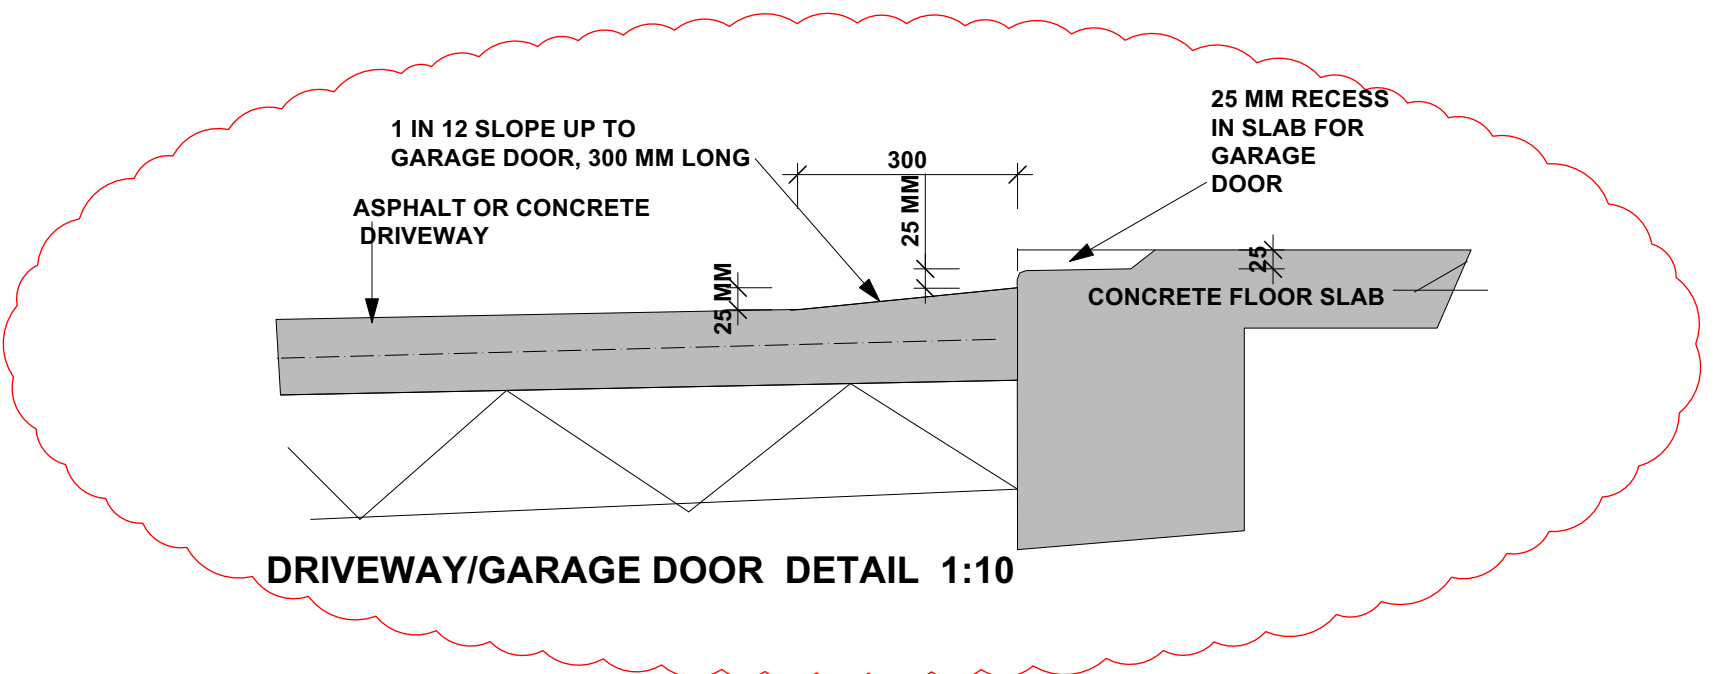 25 MM RECESS
IN SLAB FOR
GARAGE
DOOR
1 IN 12 SLOPE UP TO
GARAGE DOOR, 300 MM LONG
300
25 MM
ASPHALT OR CONCRETE
DRIVEWAY
25 MM
25
CONCRETE FLOOR SLAB
DRIVEWAY/GARAGE DOOR DETAIL 1:10